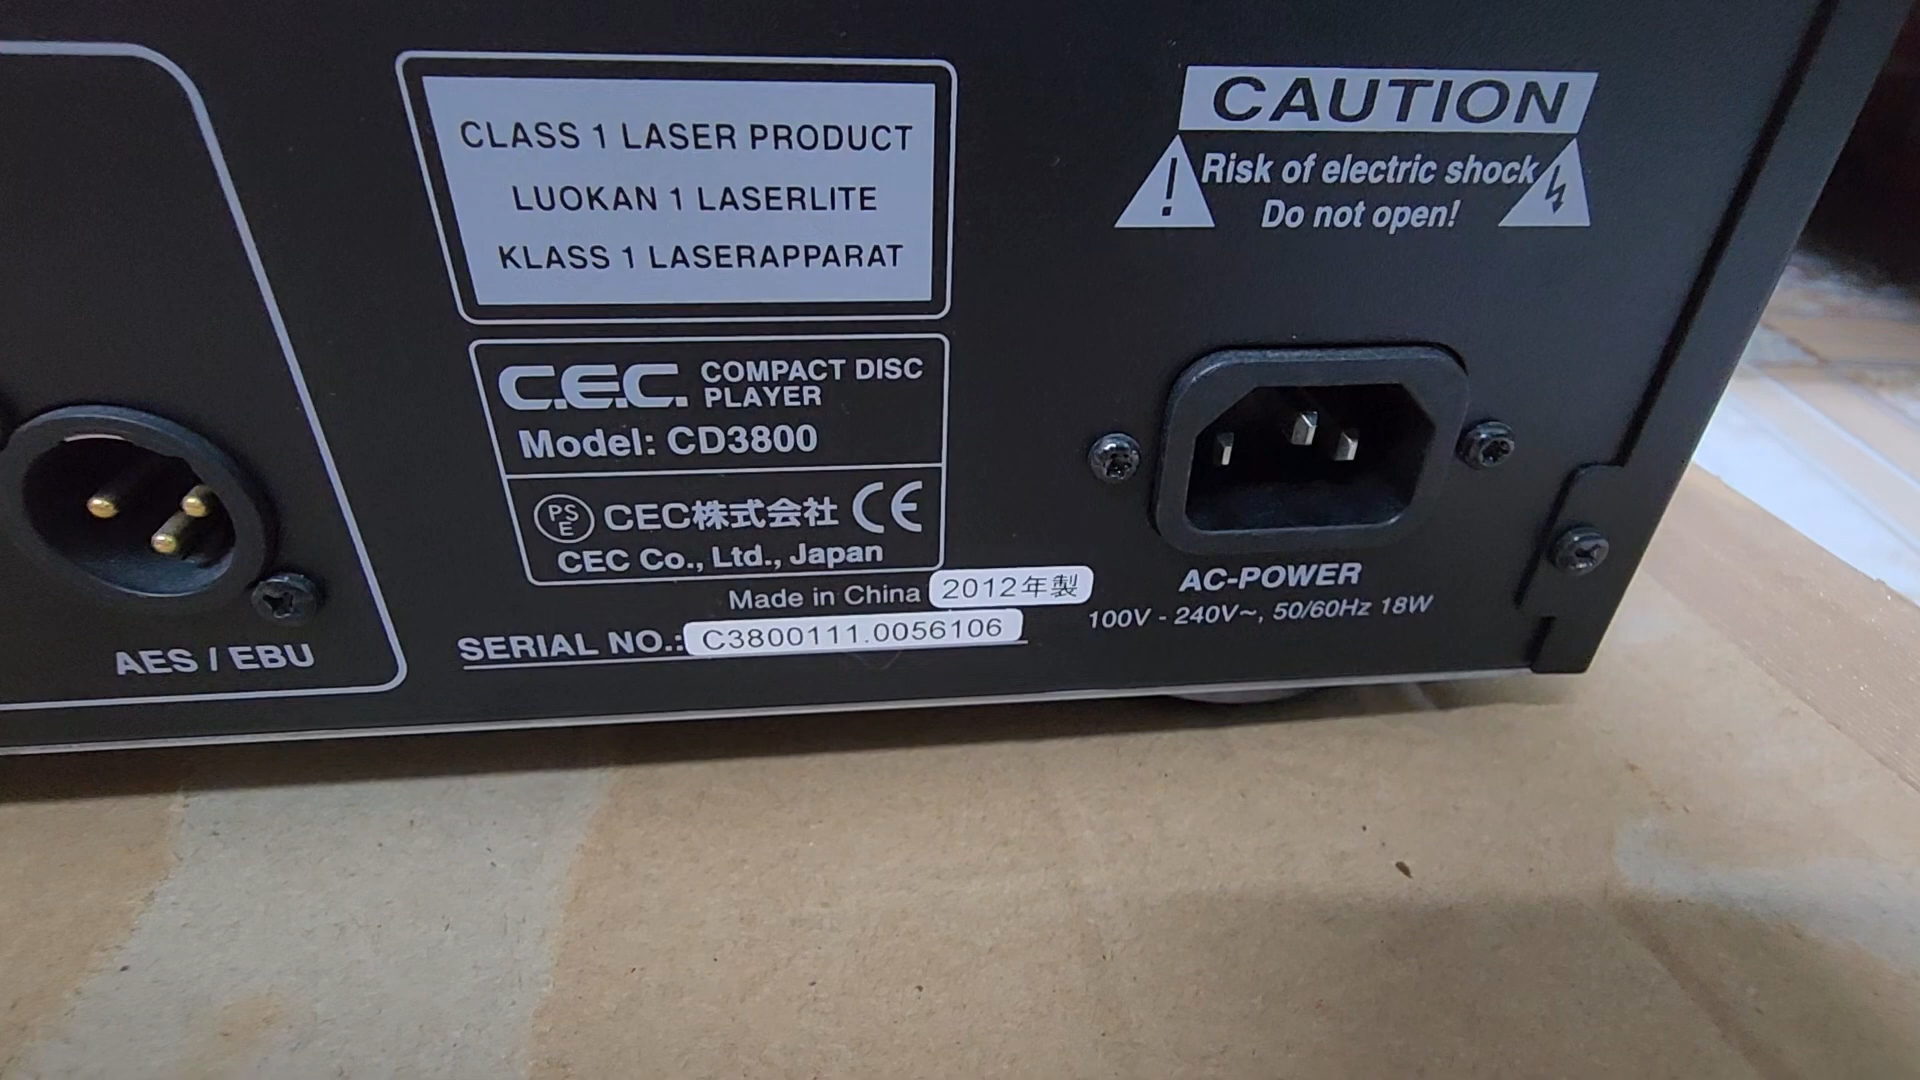 CLASS 1 LASER PRODUCT
LUOKAN 1 LASERLITE
KLASS 1 LASERAPPARAT
CAUTION
Risk of electric shock
Do not open!
C.E.C. COMPACT DISC
PLAYER
Model: CD3800
PS
E
CEC株式会社 CE
CEC Co., Ltd., Japan
Made in China 2012年製
SERIAL NO.: C3800111.0056106
AC-POWER
100V - 240V~, 50/60Hz 18W
AES / EBU